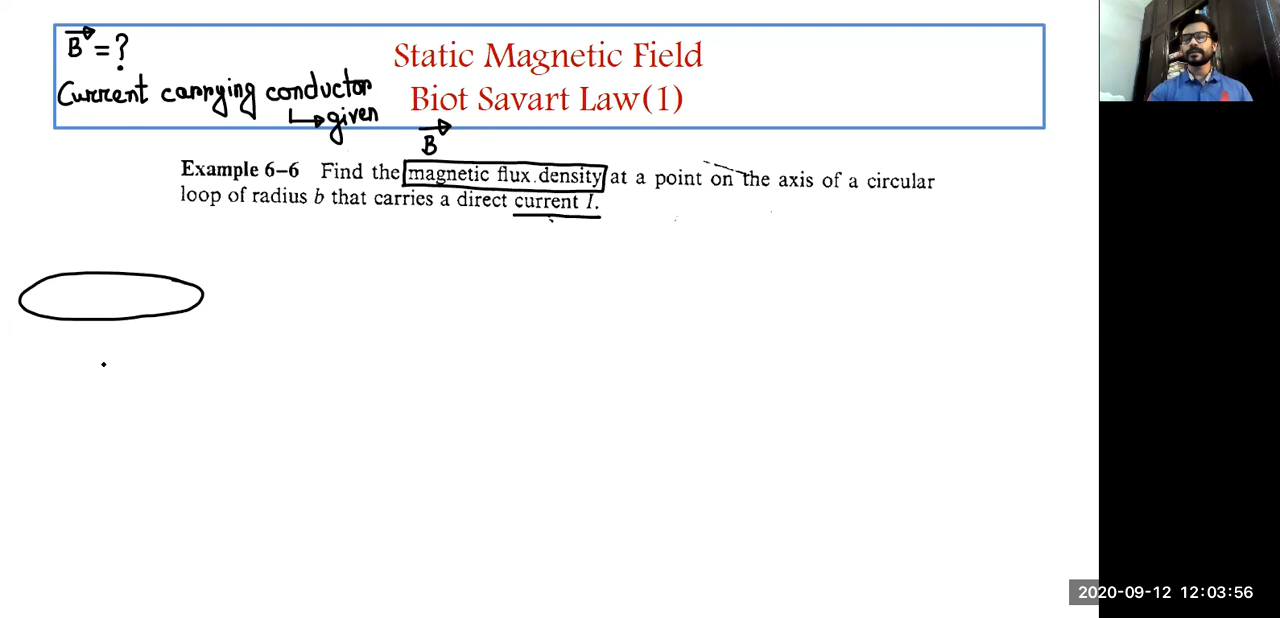 B = ?
Current carrying conductor
given
Static Magnetic Field
Biot Savart Law(1)
B
Example 6–6 Find the magnetic flux density at a point on the axis of a circular
loop of radius b that carries a direct current I.
2020-09-12 12:03:56